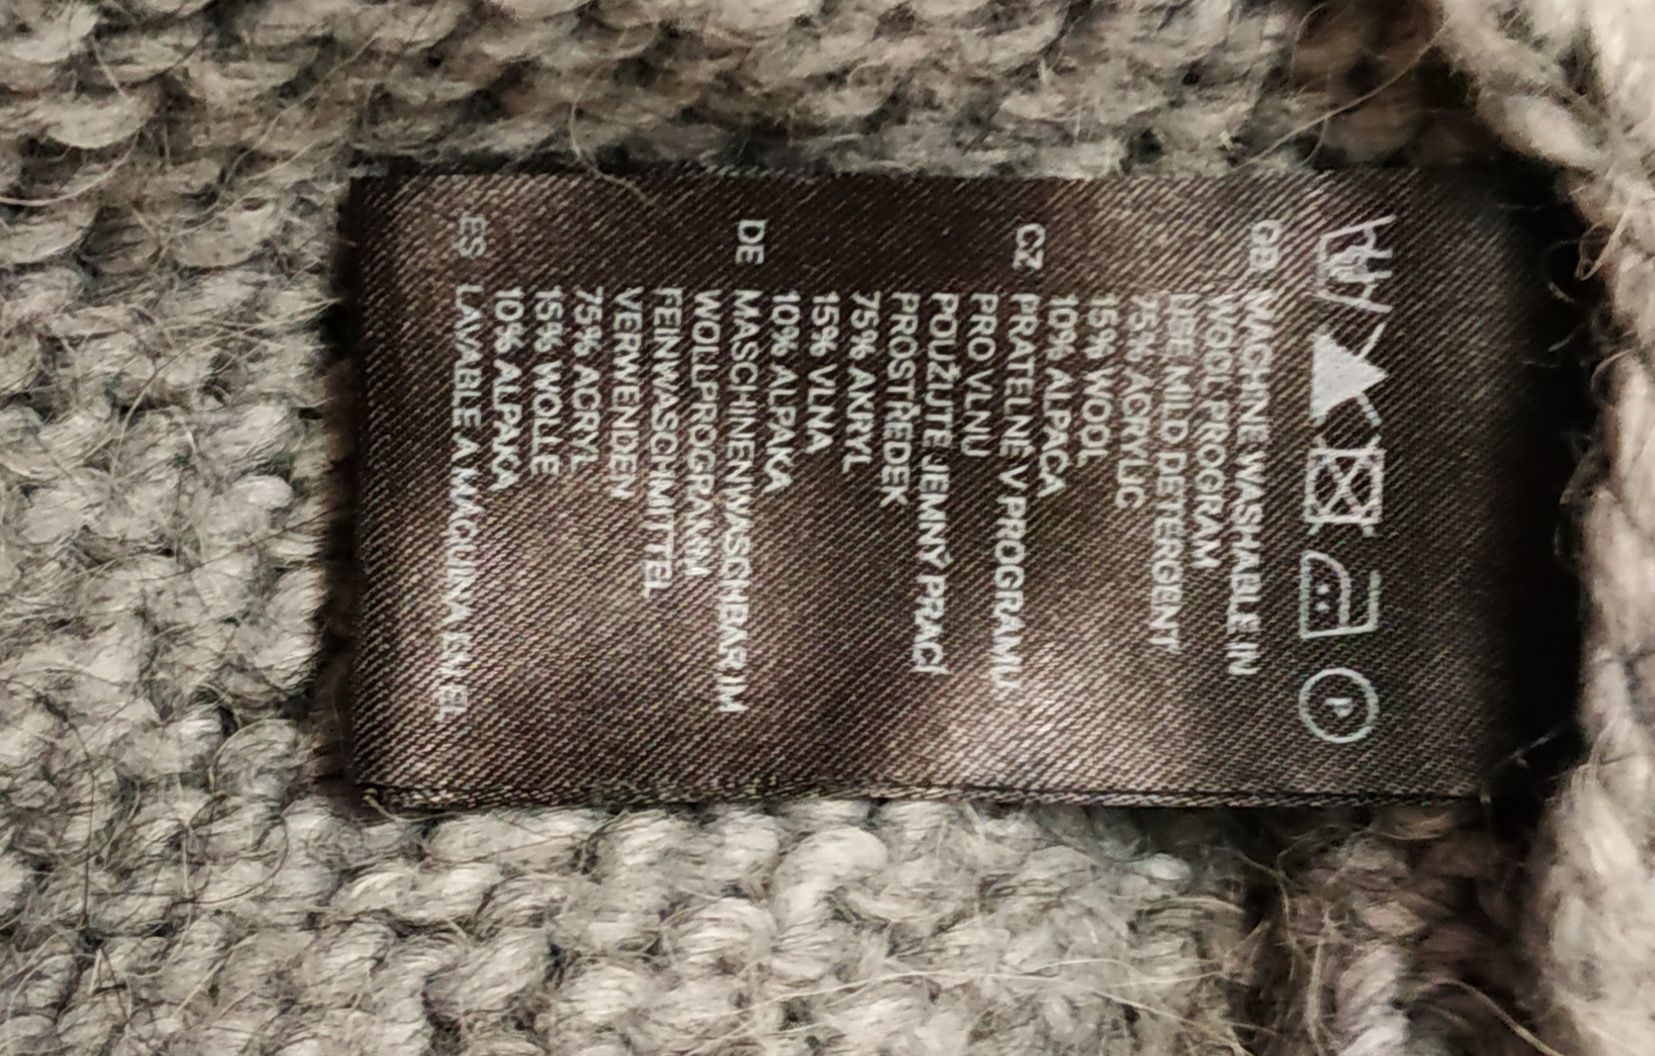 P
GB MACHINE WASHABLE IN
WOOL PROGRAM
USE MILD DETERGENT
75% ACRYLIC
15% WOOL
10% ALPAGA
CZ PRATELNÉ V PROGRAMU
PRO VLNU
POUŽIJTE JEMNÝ PRACÍ
PROSTŘEDEK
75% AKRYL
15% VLNA
10% ALPAKA
DE MASCHINENWASCHBAR IM
WOLLPROGRAMM
FEINWASCHMITTEL
VERWENDEN
75% ACRYL
15% WOLLE
10% ALPAKA
ES LAVABLE A MÁQUINA EN EL